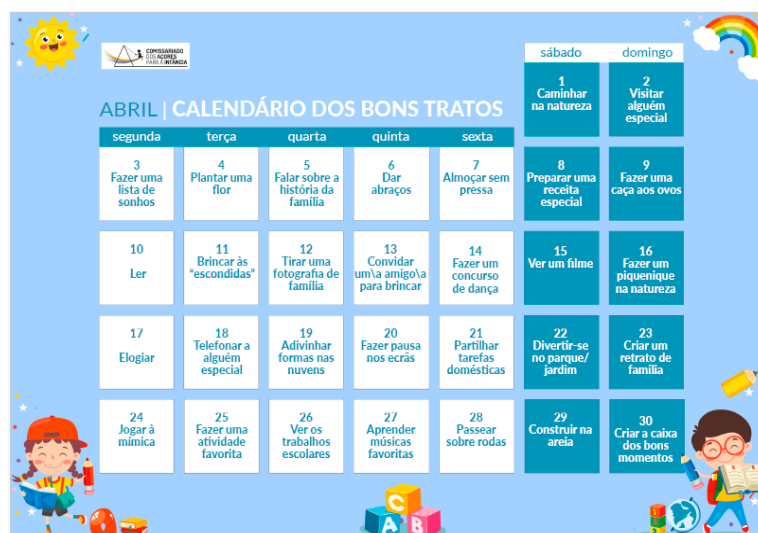 COMISSARIADO
DOS AÇORES
PARA A INFÂNCIA
ABRIL | CALENDÁRIO DOS BONS TRATOS
sábado domingo
1
Caminhar
na natureza
2
Visitar
alguém
especial
segunda terça quarta quinta sexta
3
Fazer uma
lista de
sonhos
4
Plantar uma
flor
5
Falar sobre a
história da
família
6
Dar
abraços
7
Almoçar sem
pressa
8
Preparar uma
receita
especial
9
Fazer uma
caça aos ovos
10
Ler
11
Brincar às
“escondidas”
12
Tirar uma
fotografia de
família
13
Convidar
um\a amigo\a
para brincar
14
Fazer um
concurso
de dança
15
Ver um filme
16
Fazer um
piquenique
na natureza
17
Elogiar
18
Telefonar a
alguém
especial
19
Adivinhar
formas nas
nuvens
20
Fazer pausa
nos ecrãs
21
Partilhar
tarefas
domésticas
22
Divertir-se
no parque/
jardim
23
Criar um
retrato de
família
24
Jogar à
mímica
25
Fazer uma
atividade
favorita
26
Ver os
trabalhos
escolares
27
Aprender
músicas
favoritas
28
Passear
sobre rodas
29
Construir na
areia
30
Criar a caixa
dos bons
momentos
C
A B